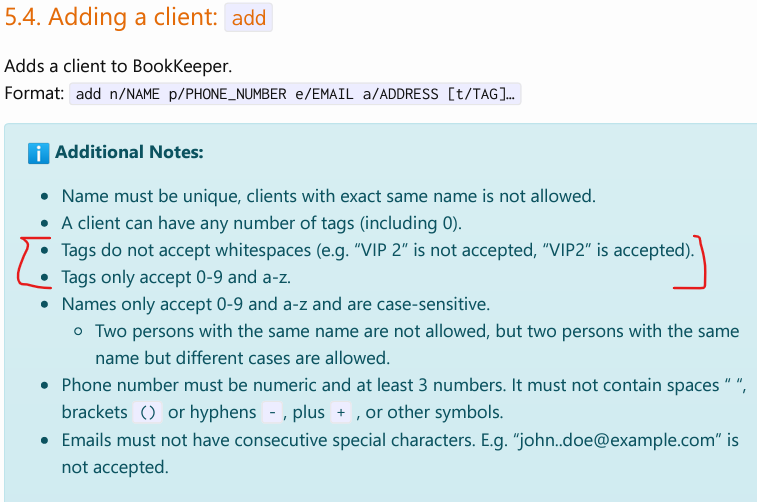 5.4. Adding a client: add
Adds a client to BookKeeper.
Format: add n/NAME p/PHONE_NUMBER e/EMAIL a/ADDRESS [t/TAG]…
i Additional Notes:
• Name must be unique, clients with exact same name is not allowed.
• A client can have any number of tags (including 0).
• Tags do not accept whitespaces (e.g. “VIP 2” is not accepted, “VIP2” is accepted).
• Tags only accept 0-9 and a-z.
• Names only accept 0-9 and a-z and are case-sensitive.
◦ Two persons with the same name are not allowed, but two persons with the same
name but different cases are allowed.
• Phone number must be numeric and at least 3 numbers. It must not contain spaces “ “,
brackets () or hyphens - , plus + , or other symbols.
• Emails must not have consecutive special characters. E.g. “john..doe@example.com” is
not accepted.